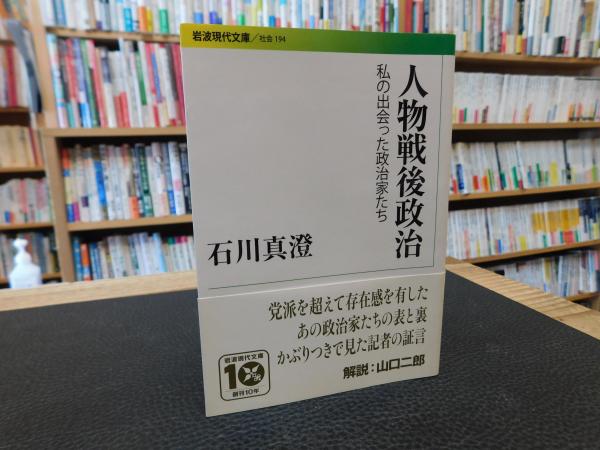 岩波現代文庫／社会 194
人物戦後政治
私の出会った政治家たち
石川真澄
党派を超えて存在感を有した
あの政治家たちの表と裏
かぶりつきで見た記者の証言
解説：山口二郎
岩波現代文庫
10
創刊10年